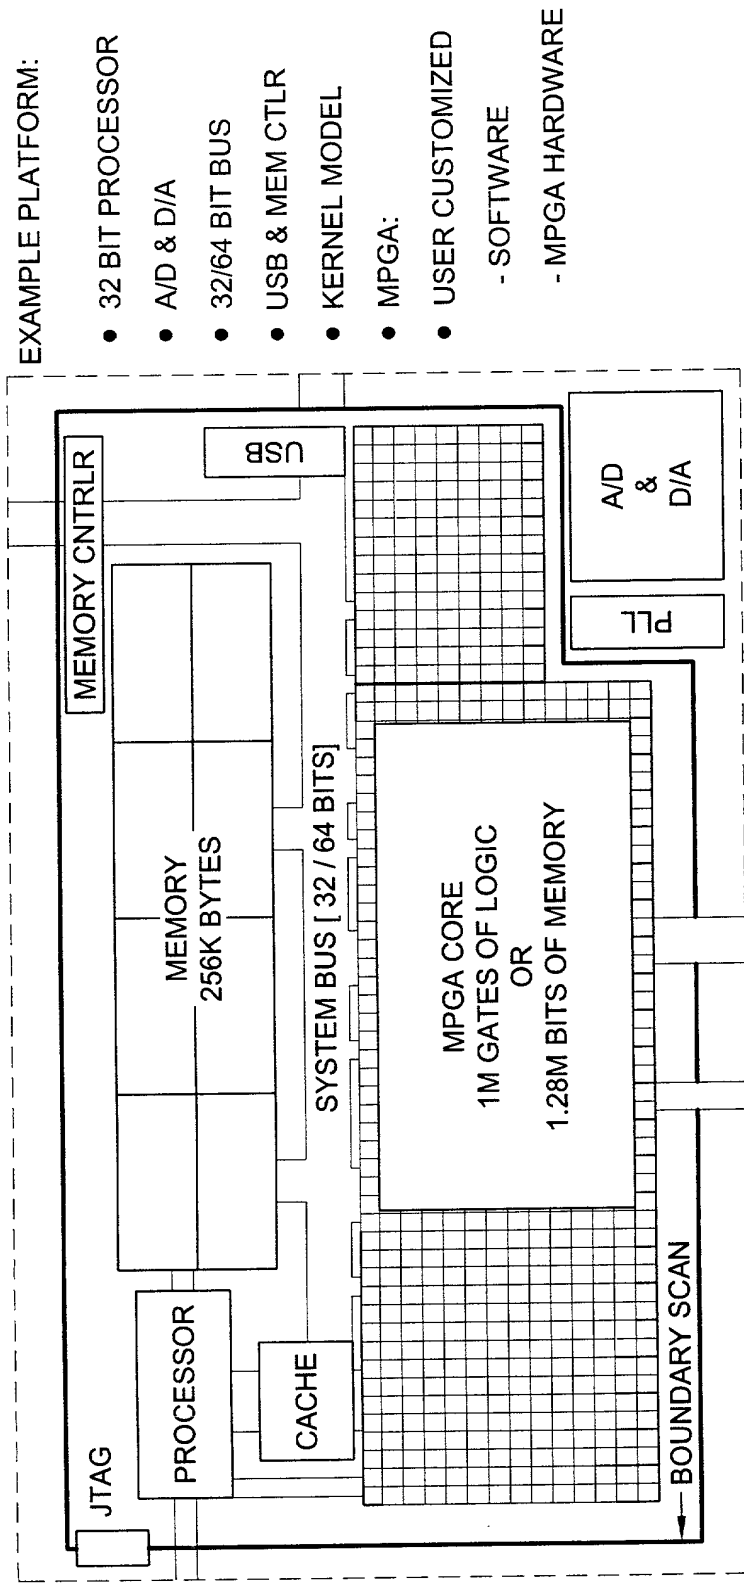 EXAMPLE PLATFORM:
● 32 BIT PROCESSOR
● A/D & D/A
● 32/64 BIT BUS
● USB & MEM CTLR
● KERNEL MODEL
● MPGA:
● USER CUSTOMIZED
- SOFTWARE
- MPGA HARDWARE
JTAG
MEMORY CNTRLR
PROCESSOR
MEMORY
256K BYTES
USB
CACHE
SYSTEM BUS [ 32 / 64 BITS]
MPGA CORE
1M GATES OF LOGIC
OR
1.28M BITS OF MEMORY
A/D
&
D/A
PLL
BOUNDARY SCAN